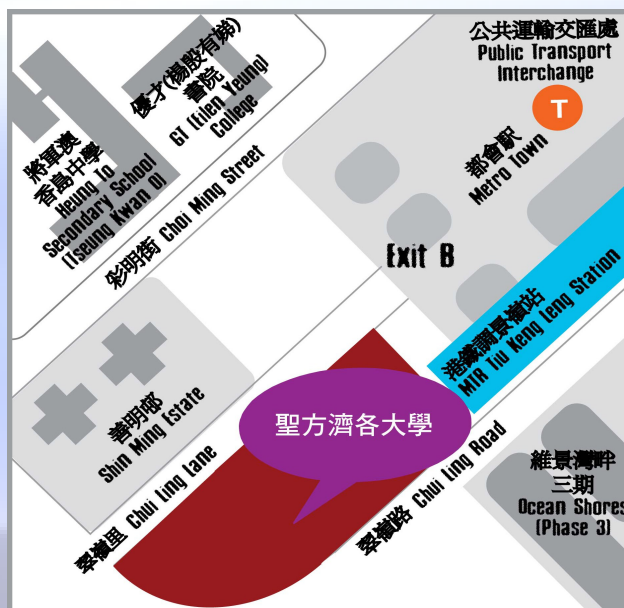 公共運輸交匯處
Public Transport
Interchange
T
優才(楊殷有娣)
書院
GT (Ellen Yeung)
College
將軍澳
香島中學
Heung To
Secondary School
(Tseung Kwan O)
彩明街 Choi Ming Street
都會駅
Metro Town
Exit B
港鐵調景嶺站
MTR Tiu Keng Leng Station
善明邨
Shin Ming Estate
聖方濟各大學
翠嶺里 Chui Ling Lane
翠嶺路 Chui Ling Road
維景灣畔
三期
Ocean Shores
(Phase 3)